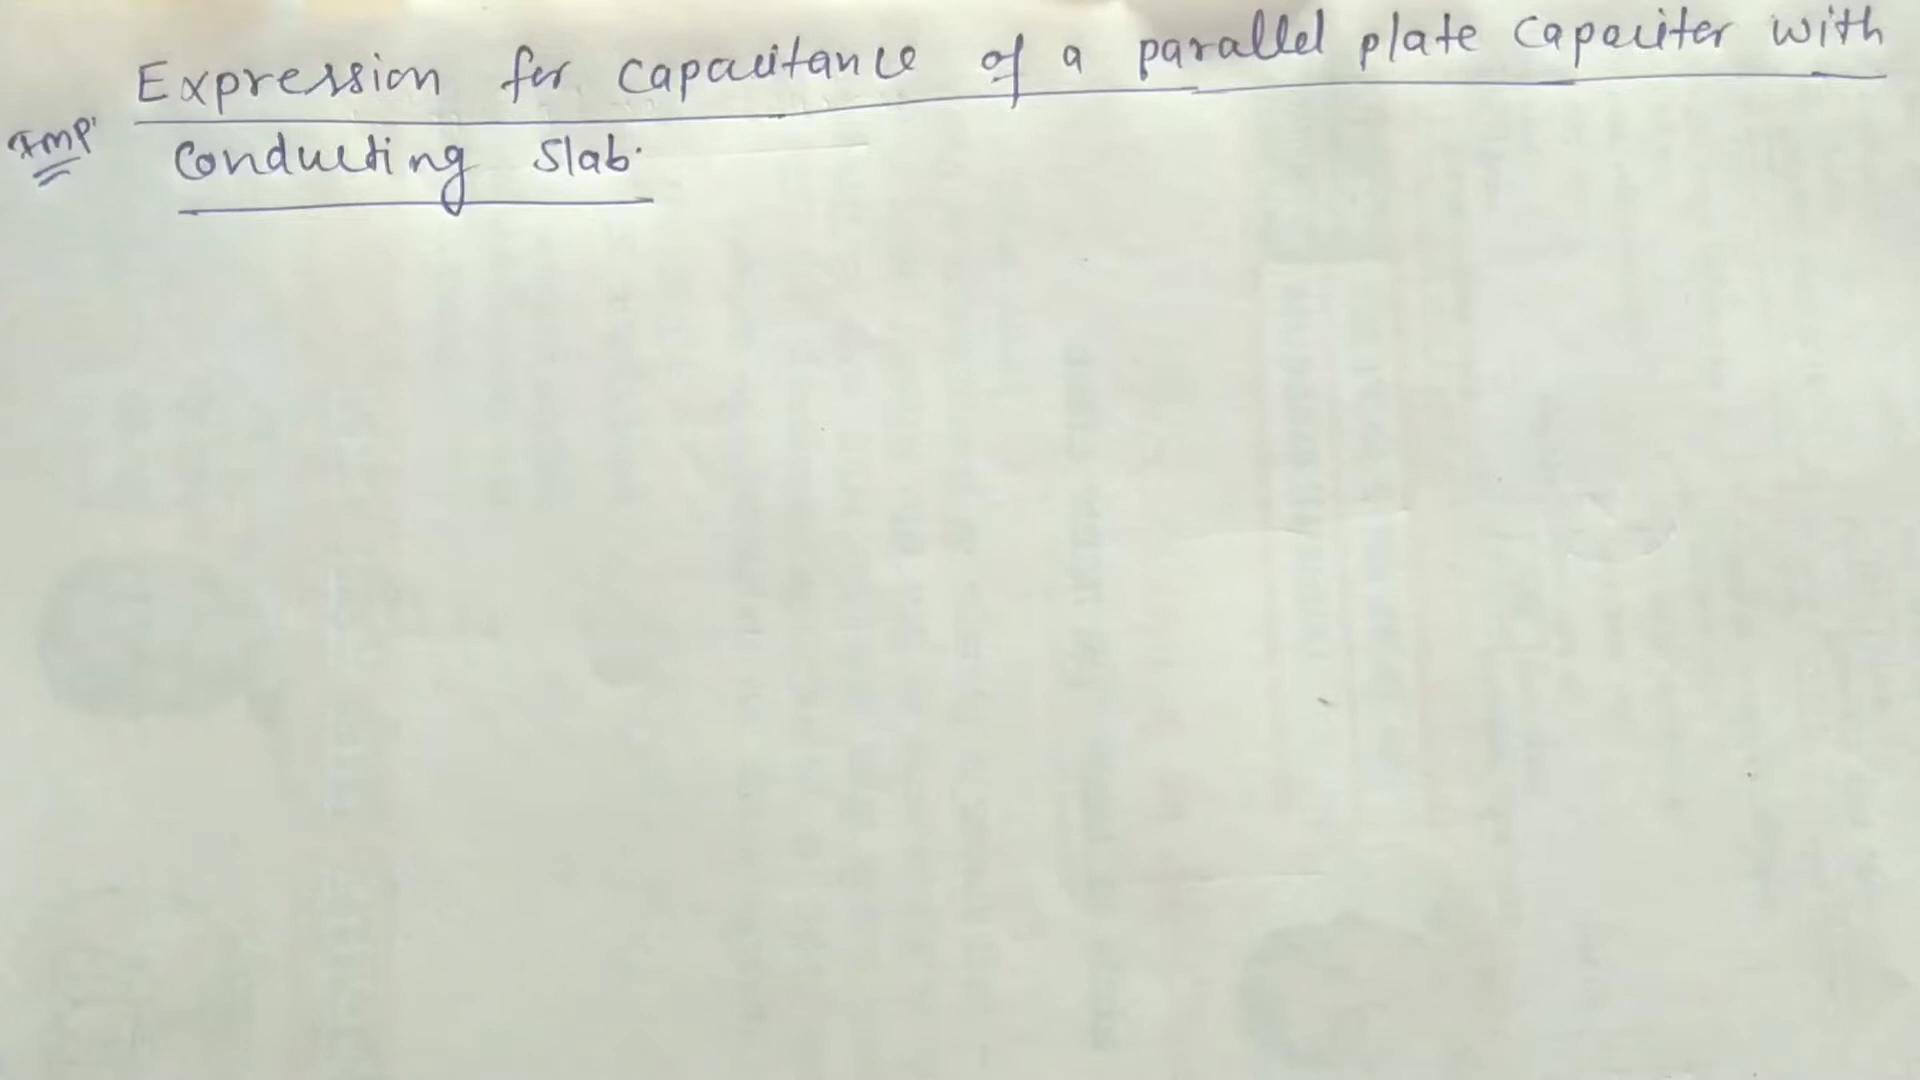 Expression for capacitance of a parallel plate capaciter with
Imp. conducting slab.